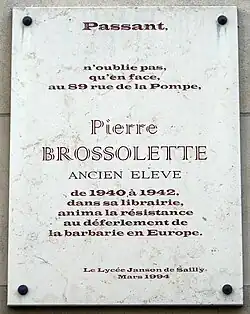 Passant,
n'oublie pas,
qu'en face,
au 89 rue de la Pompe,
Pierre
BROSSOLETTE
ANCIEN ELEVE
de 1940 à 1942,
dans sa librairie,
anima la résistance
au déferlement de
la barbarie en Europe.
Le Lycée Janson de Sailly
Mars 1994